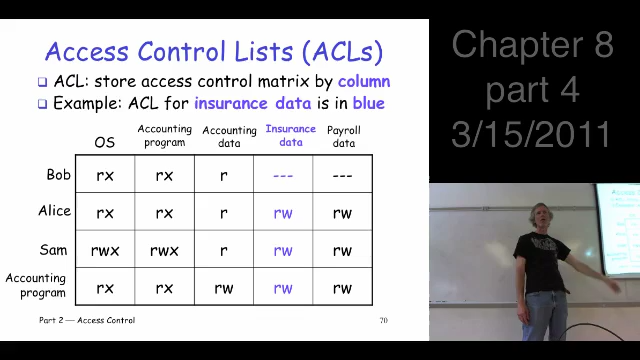 Access Control Lists (ACLs)
ACL: store access control matrix by column
Example: ACL for insurance data is in blue
OS Accounting program Accounting data Insurance data Payroll data
Bob rx rx r --- ---
Alice rx rx r rw rw
Sam rwx rwx r rw rw
Accounting program rx rx rw rw rw
Part 2 — Access Control 70
Chapter 8
part 4
3/15/2011